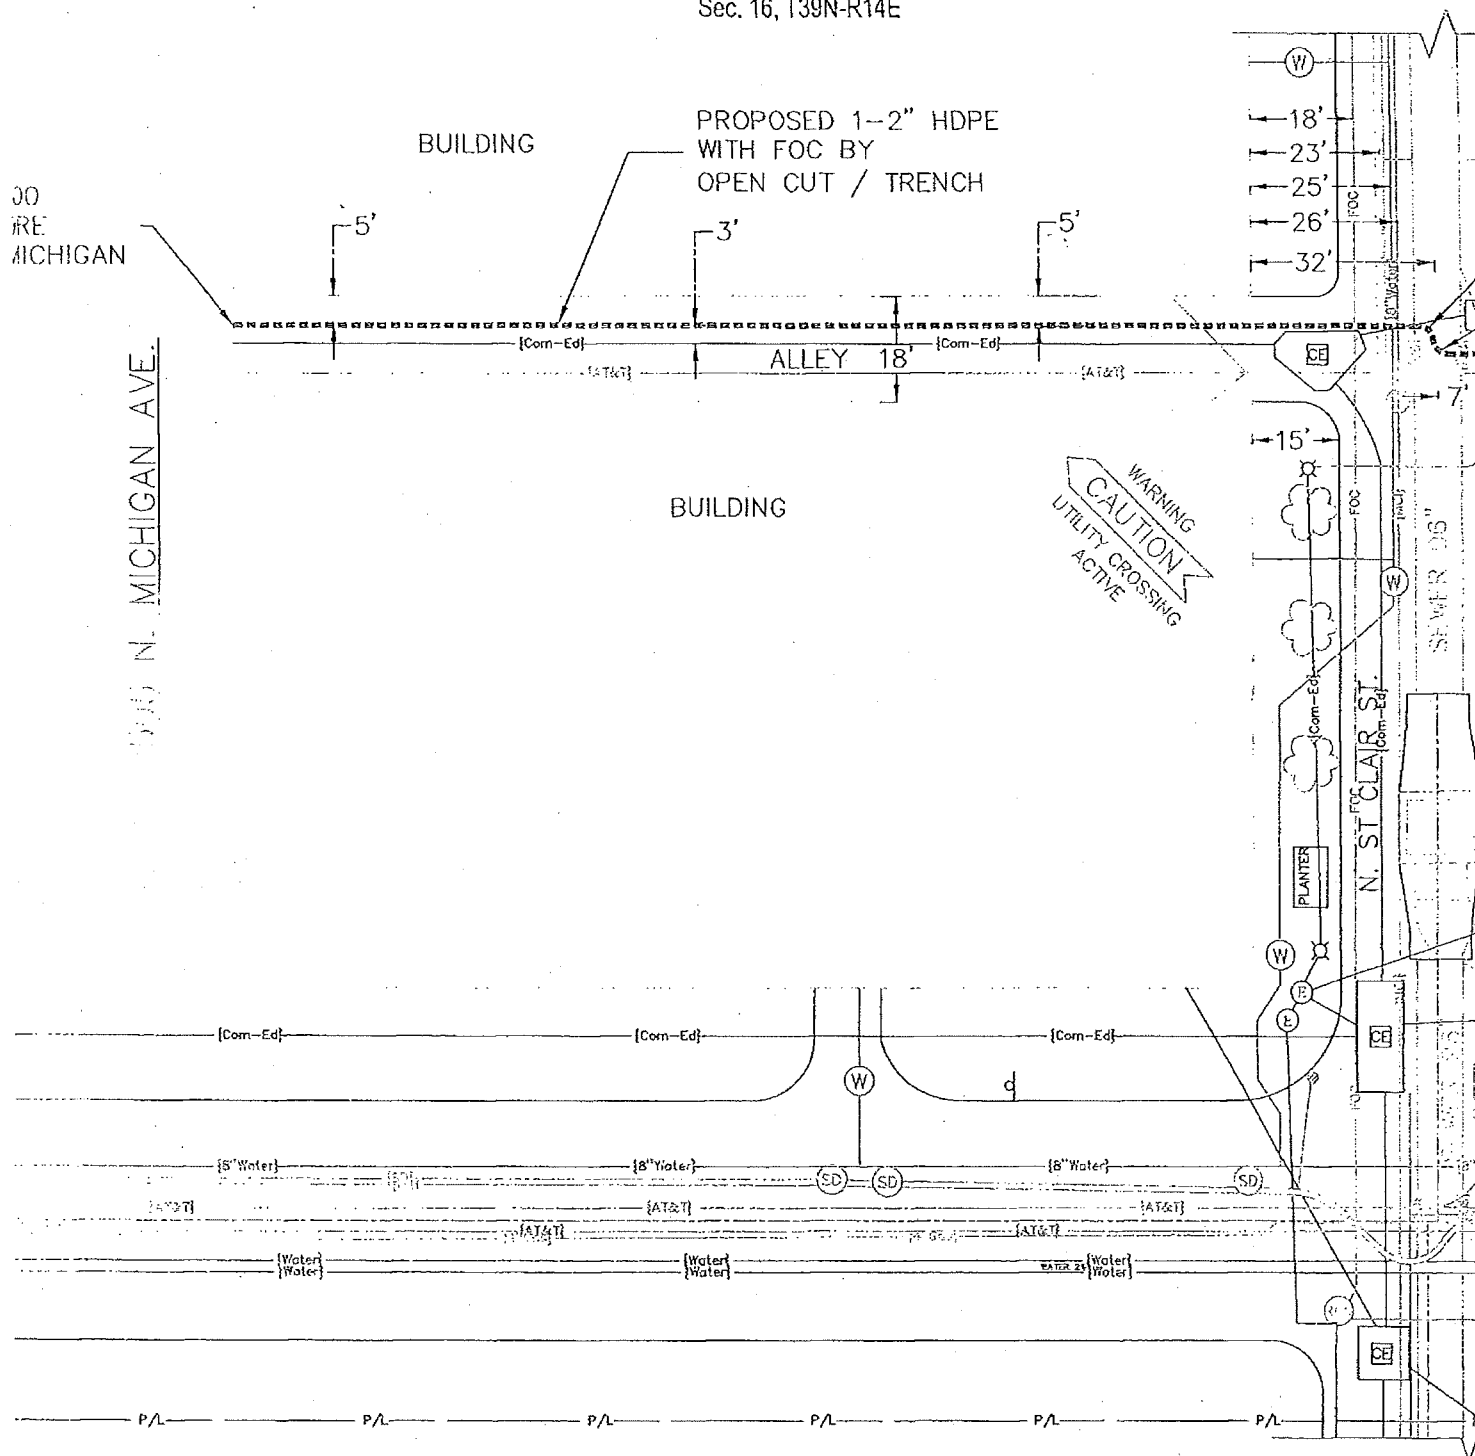 Sec. 16, T39N-R14E
BUILDING
PROPOSED 1-2" HDPE
WITH FOC BY
OPEN CUT / TRENCH
MICHIGAN
5'
3'
5'
W
18'
23'
25'
26'
32'
FOC
18"Water
{Com-Ed}
{Com-Ed}
ALLEY 18'
{AT&T}
{AT&T}
CE
7'
15'
N. MICHIGAN AVE.
BUILDING
WARNING
CAUTION
UTILITY CROSSING
ACTIVE
FOC
W
SEWER
{Com-Ed}
{Com-Ed}
N. ST CLAIR ST.
FOC
PLANTER
W
E
E
CE
{Com-Ed}
{Com-Ed}
{Com-Ed}
W
{8"Water}
{8"Water}
{8"Water}
SD
SD
SD
{AT&T}
{AT&T}
{AT&T}
{AT&T}
{AT&T}
{Water}
{Water}
{Water}
{Water}
{Water}
{Water}
CE
P/L
P/L
P/L
P/L
P/L
P/L